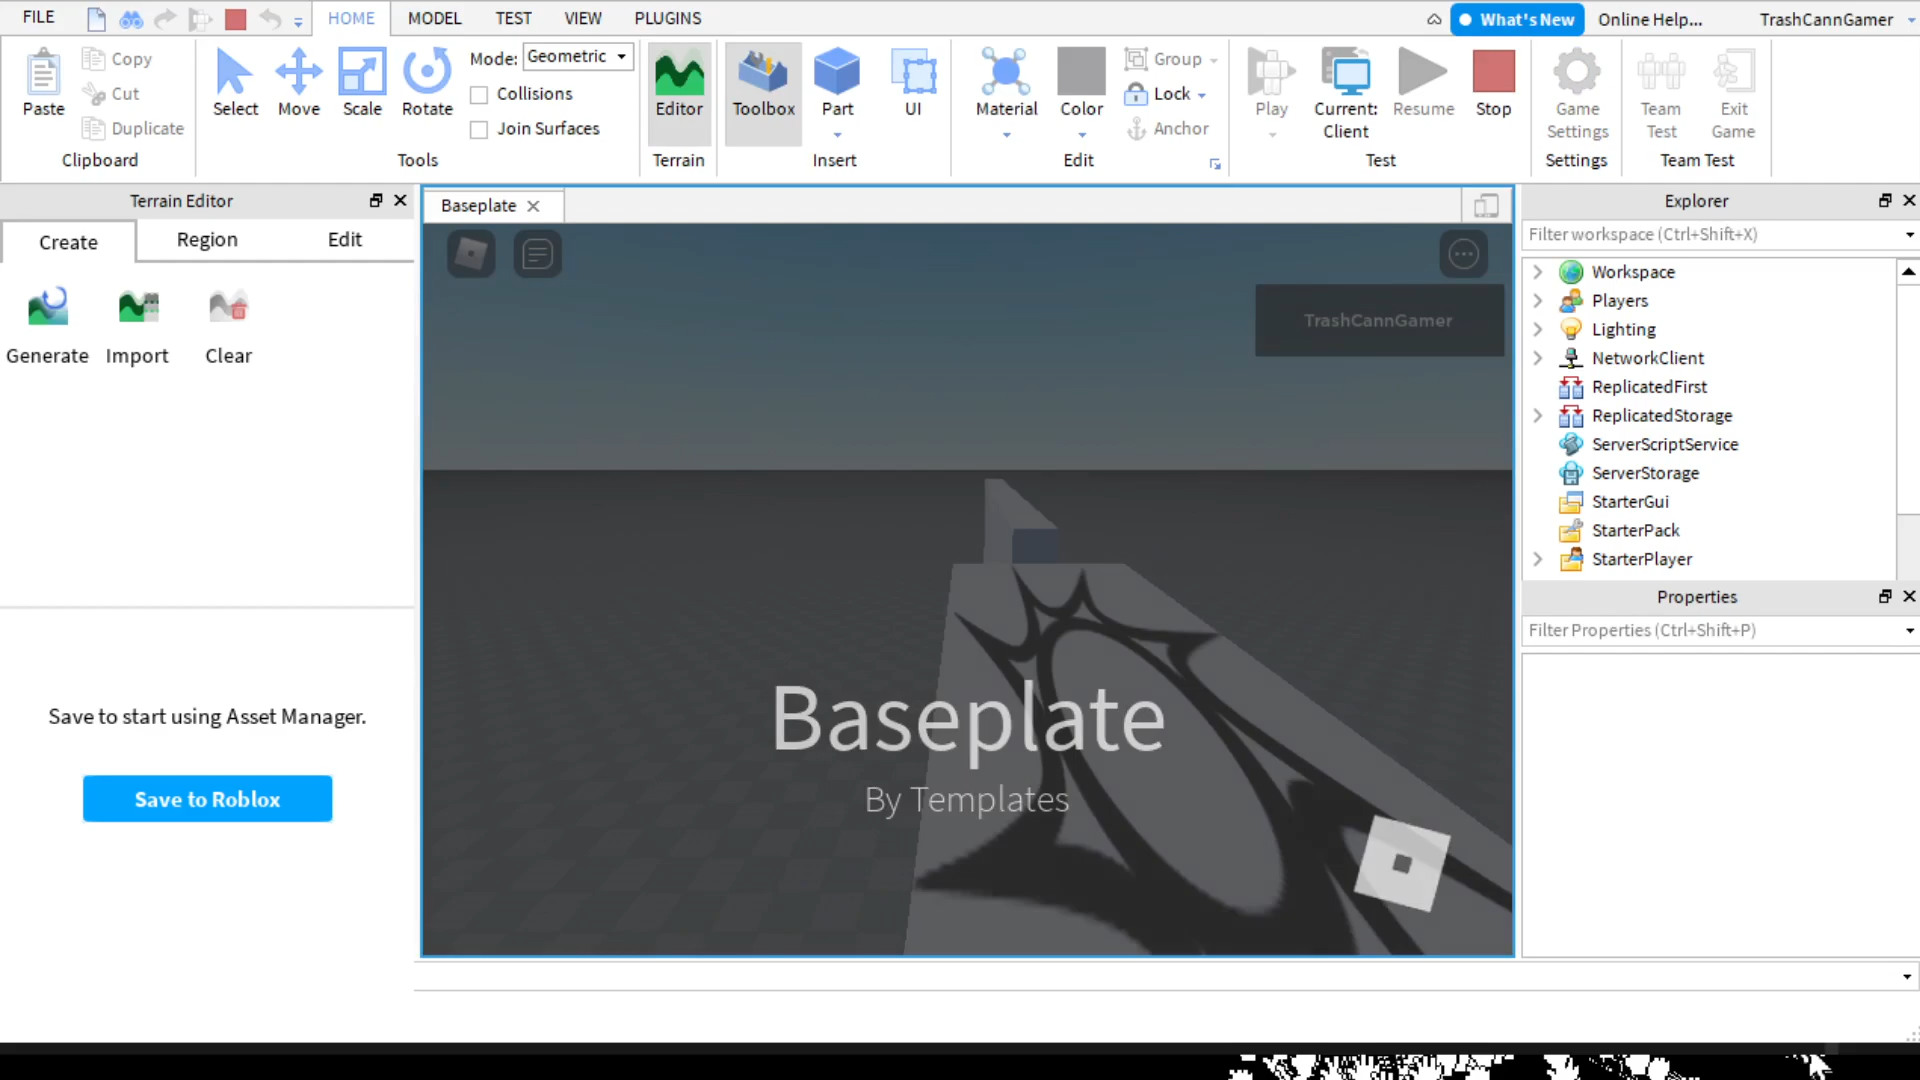 FILE
HOME
MODEL
TEST
VIEW
PLUGINS
What's New
Online Help...
TrashCannGamer
Paste
Copy
Cut
Duplicate
Clipboard
Select
Move
Scale
Rotate
Mode: Geometric
Collisions
Join Surfaces
Tools
Editor
Terrain
Toolbox
Part
UI
Insert
Material
Color
Group
Lock
Anchor
Edit
Play
Current:
Client
Resume
Stop
Test
Game
Settings
Settings
Team
Test
Exit
Game
Team Test
Terrain Editor
Create
Region
Edit
Generate
Import
Clear
Save to start using Asset Manager.
Save to Roblox
Baseplate
TrashCannGamer
Baseplate
By Templates
Explorer
Filter workspace (Ctrl+Shift+X)
Workspace
Players
Lighting
NetworkClient
ReplicatedFirst
ReplicatedStorage
ServerScriptService
ServerStorage
StarterGui
StarterPack
StarterPlayer
Properties
Filter Properties (Ctrl+Shift+P)